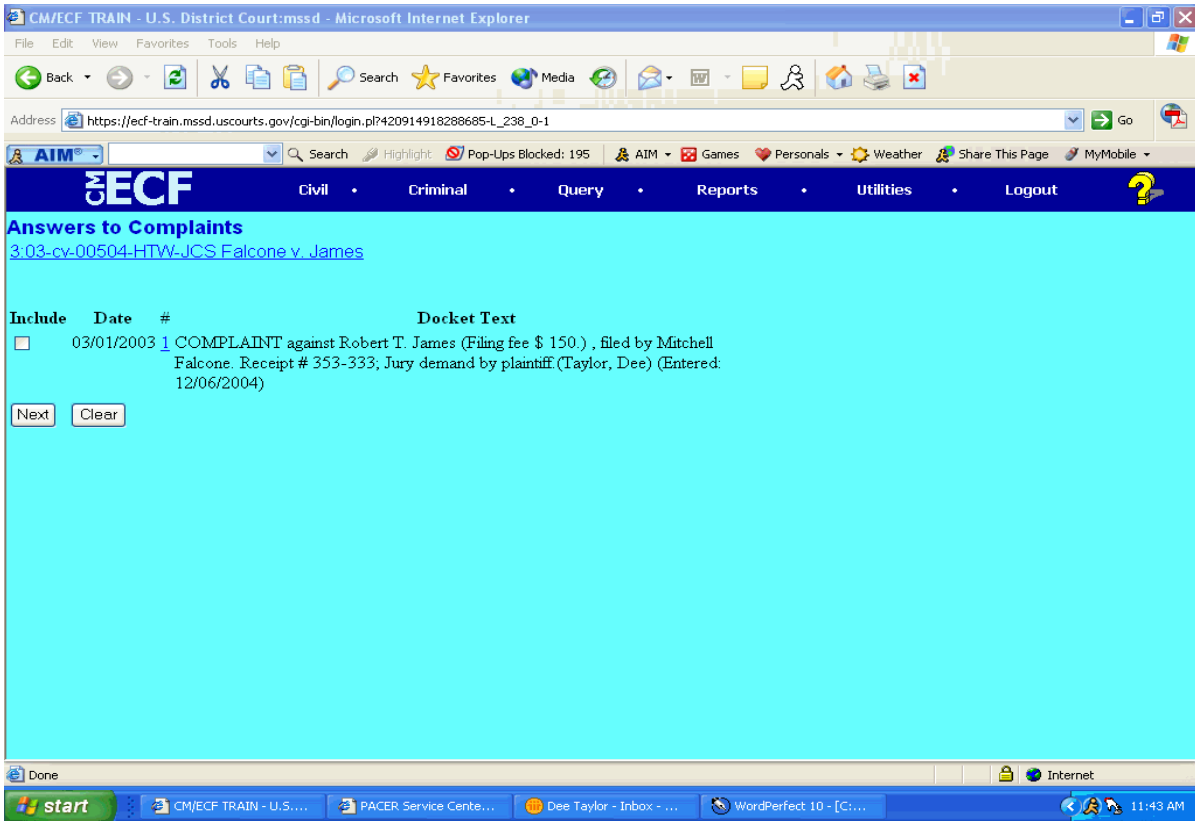 CM/ECF TRAIN - U.S. District Court:mssd - Microsoft Internet Explorer
File Edit View Favorites Tools Help
Back Search Favorites Media
Address https://ecf-train.mssd.uscourts.gov/cgi-bin/login.pl?420914918288685-L_238_0-1 Go
AIM® Search Highlight Pop-Ups Blocked: 195 AIM Games Personals Weather Share This Page MyMobile
CM ECF Civil • Criminal • Query • Reports • Utilities • Logout ?
Answers to Complaints
3:03-cv-00504-HTW-JCS Falcone v. James
Include Date # Docket Text
03/01/2003 1 COMPLAINT against Robert T. James (Filing fee $ 150.) , filed by Mitchell
Falcone. Receipt # 353-333; Jury demand by plaintiff.(Taylor, Dee) (Entered:
12/06/2004)
Next Clear
Done Internet
start CM/ECF TRAIN - U.S.... PACER Service Cente... Dee Taylor - Inbox - ... WordPerfect 10 - [C:... 11:43 AM